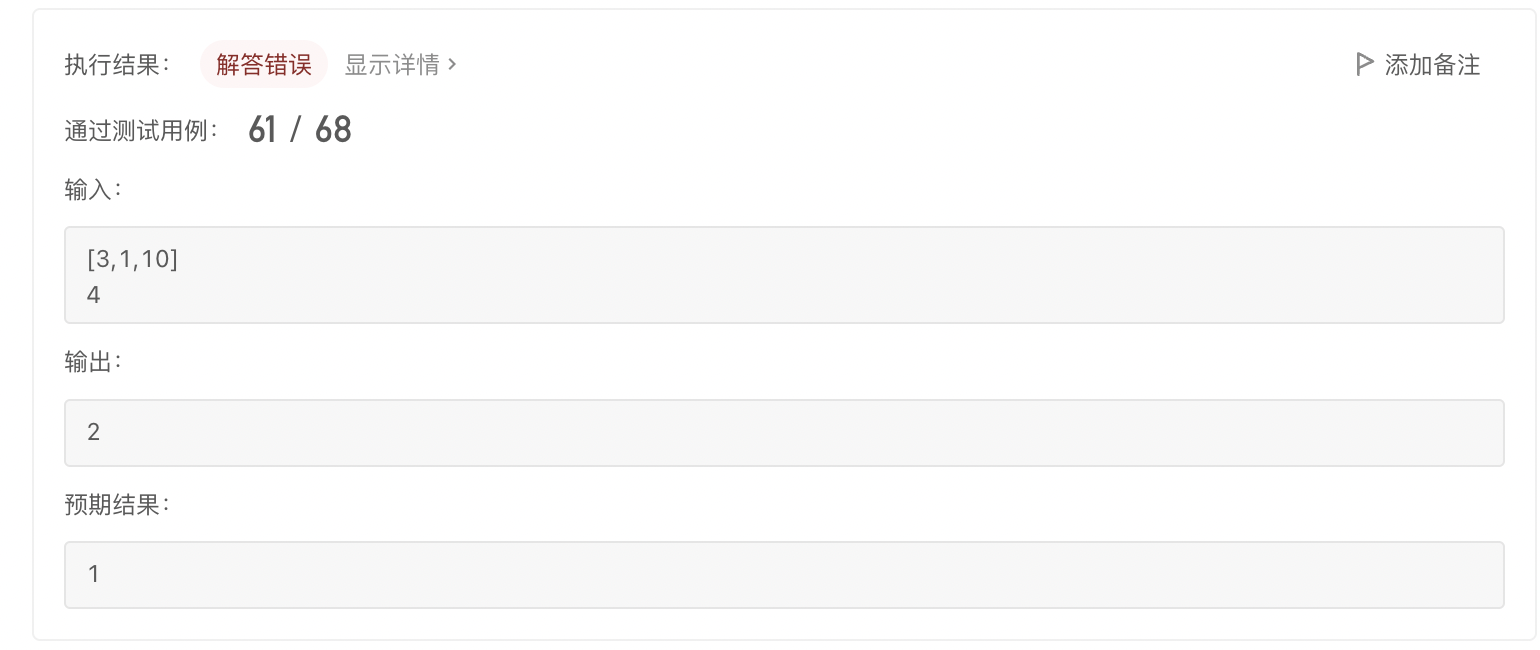 执行结果： 解答错误 显示详情 > 添加备注
通过测试用例： 61 / 68
输入：
[3,1,10]
4
输出：
2
预期结果：
1